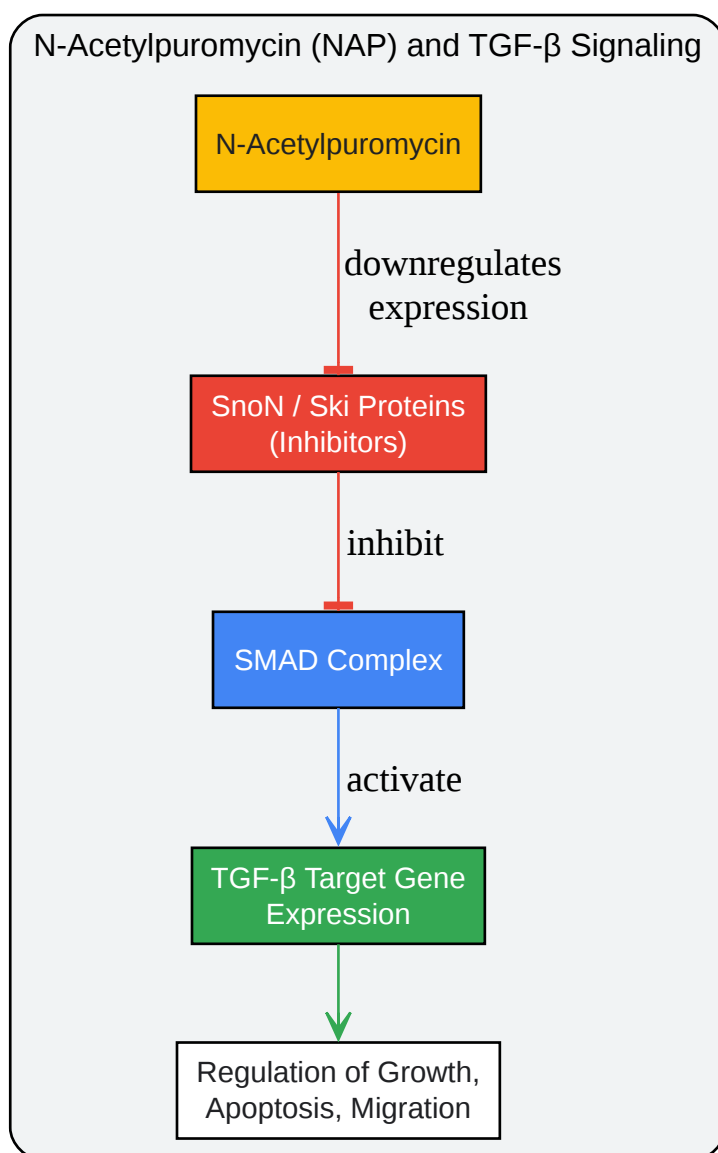 N-Acetylpuromycin (NAP) and TGF-β Signaling
N-Acetylpuromycin
downregulates
expression
SnoN / Ski Proteins
(Inhibitors)
inhibit
SMAD Complex
activate
TGF-β Target Gene
Expression
Regulation of Growth,
Apoptosis, Migration